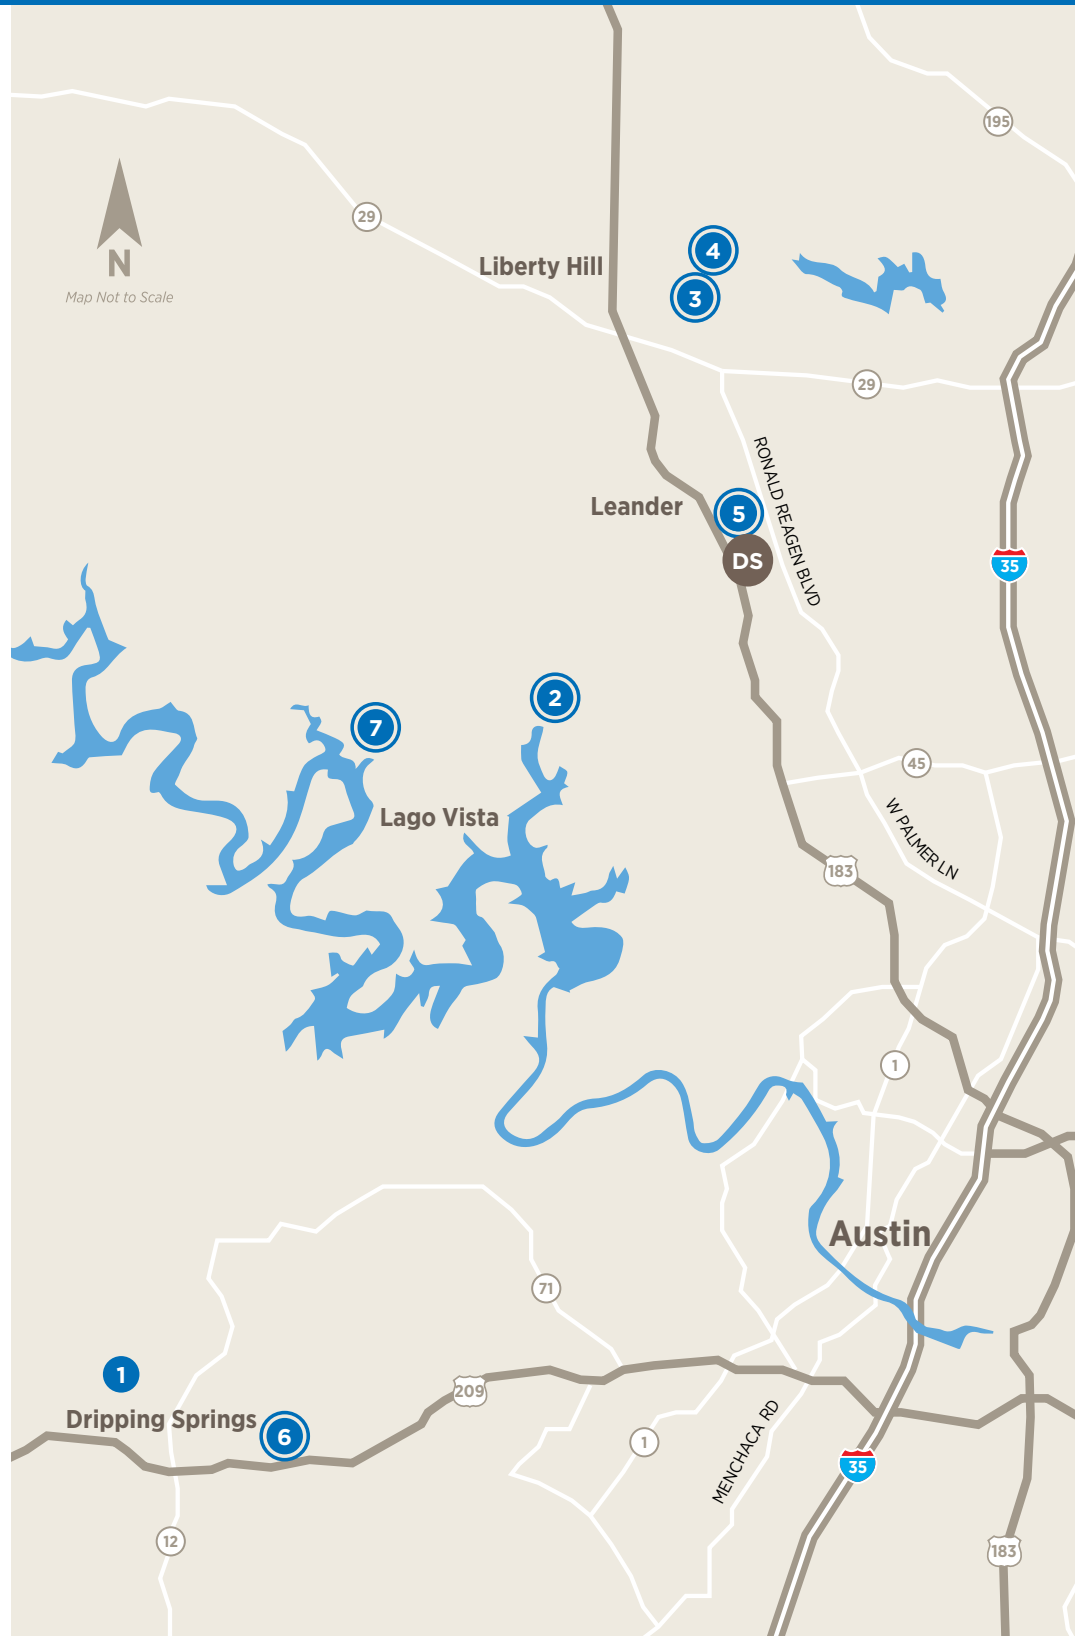 195
29
4
Liberty Hill
3
N
Map Not to Scale
29
RONALD REAGEN BLVD
Leander
5
DS
35
2
7
45
Lago Vista
W PALMER LN
183
1
Austin
71
1
209
Dripping Springs
6
1
MENCHACA RD
35
12
183